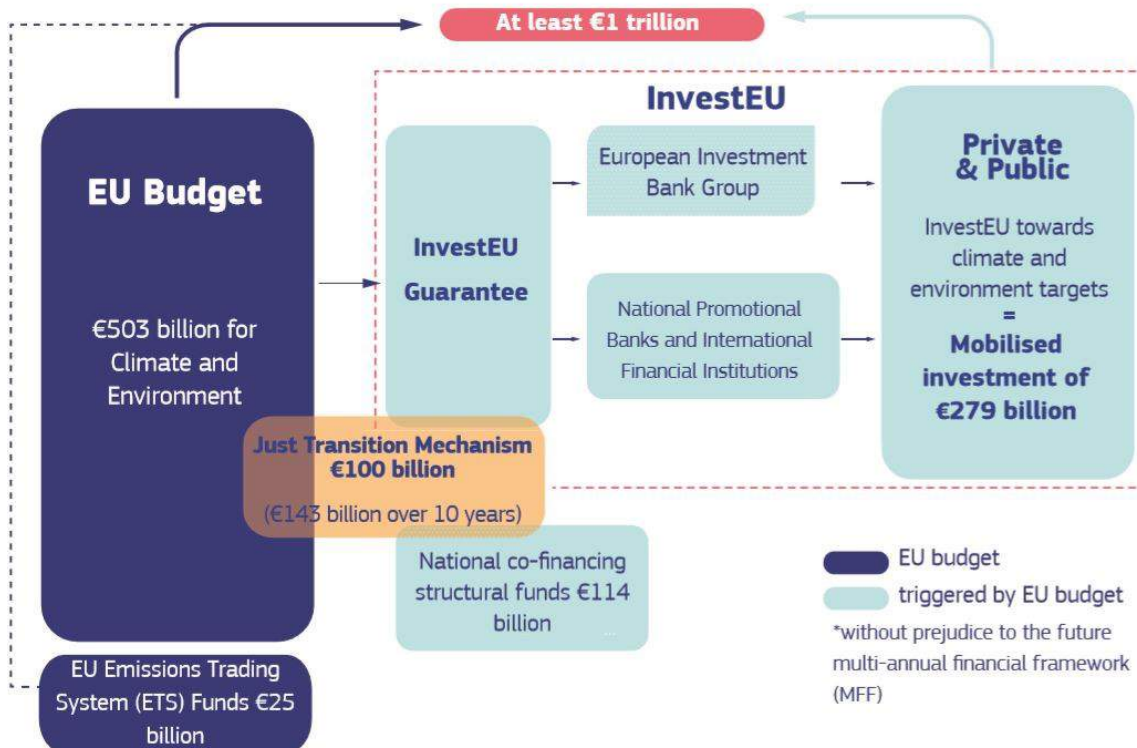 At least €1 trillion
InvestEU
EU Budget
€503 billion for
Climate and
Environment
InvestEU
Guarantee
European Investment
Bank Group
National Promotional
Banks and International
Financial Institutions
Private
& Public
InvestEU towards
climate and
environment targets
=
Mobilised
investment of
€279 billion
Just Transition Mechanism
€100 billion
(€143 billion over 10 years)
National co-financing
structural funds €114
billion
EU Emissions Trading
System (ETS) Funds €25
billion
EU budget
triggered by EU budget
*without prejudice to the future
multi-annual financial framework
(MFF)